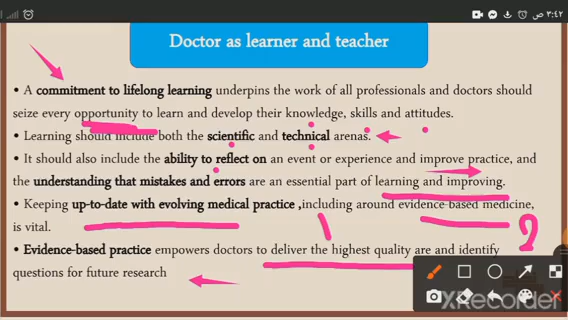 ٣:٤٢ ص
Doctor as learner and teacher
• A commitment to lifelong learning underpins the work of all professionals and doctors should
seize every opportunity to learn and develop their knowledge, skills and attitudes.
• Learning should include both the scientific and technical arenas.
• It should also include the ability to reflect on an event or experience and improve practice, and
the understanding that mistakes and errors are an essential part of learning and improving.
• Keeping up-to-date with evolving medical practice ,including around evidence-based medicine,
is vital.
• Evidence-based practice empowers doctors to deliver the highest quality are and identify
questions for future research
XRecorder